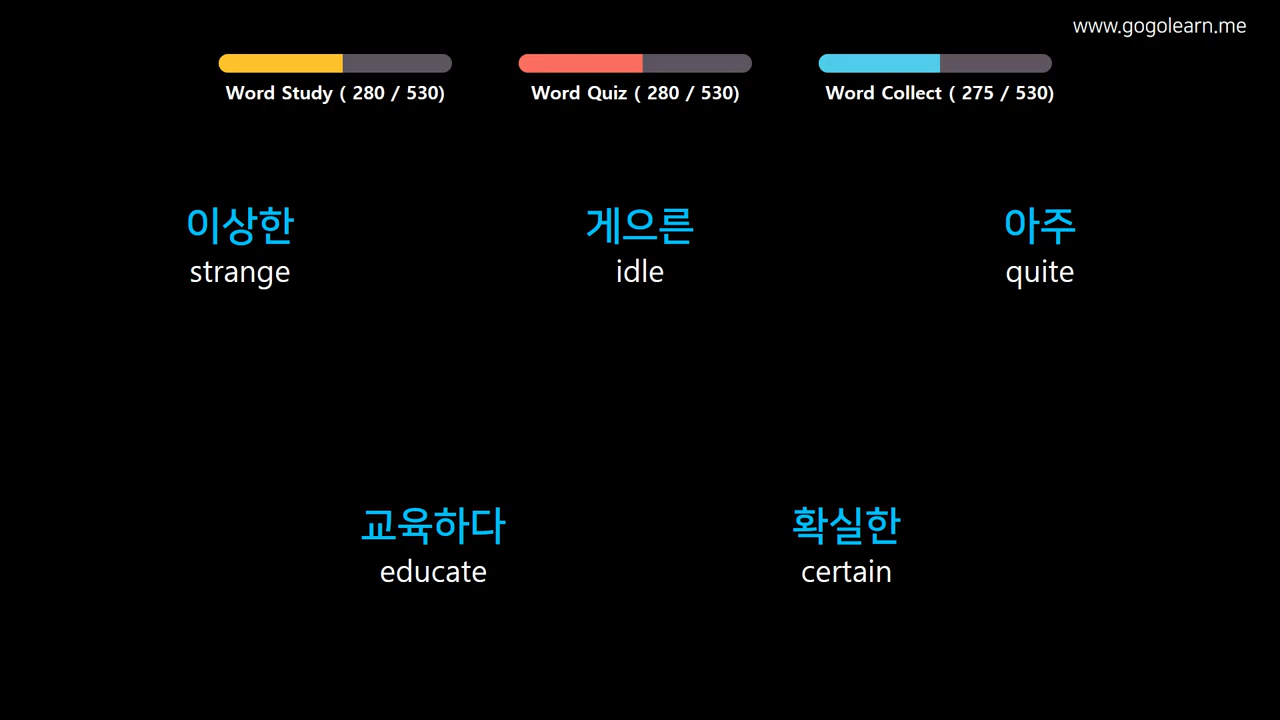 www.gogolearn.me
Word Study ( 280 / 530)
Word Quiz ( 280 / 530)
Word Collect ( 275 / 530)
이상한
strange
게으른
idle
아주
quite
교육하다
educate
확실한
certain